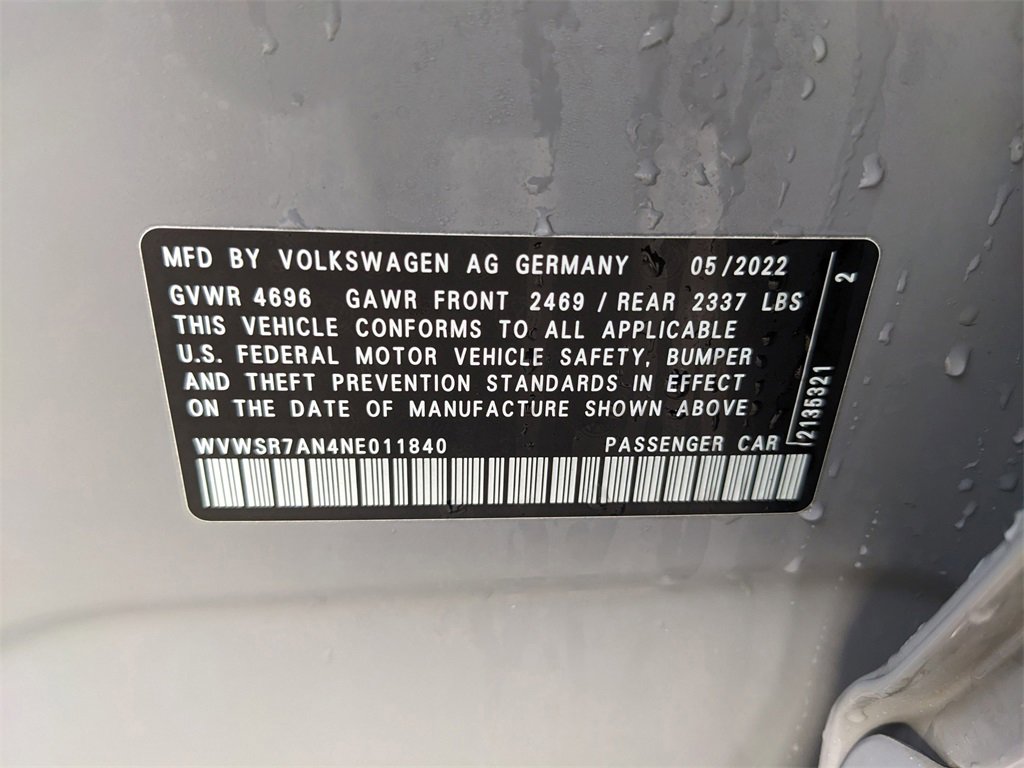 MFD BY VOLKSWAGEN AG GERMANY 05/2022
GVWR 4696 GAWR FRONT 2469 / REAR 2337 LBS
THIS VEHICLE CONFORMS TO ALL APPLICABLE
U.S. FEDERAL MOTOR VEHICLE SAFETY, BUMPER
AND THEFT PREVENTION STANDARDS IN EFFECT
ON THE DATE OF MANUFACTURE SHOWN ABOVE
WVWSR7AN4NE011840 PASSENGER CAR
2135321 2